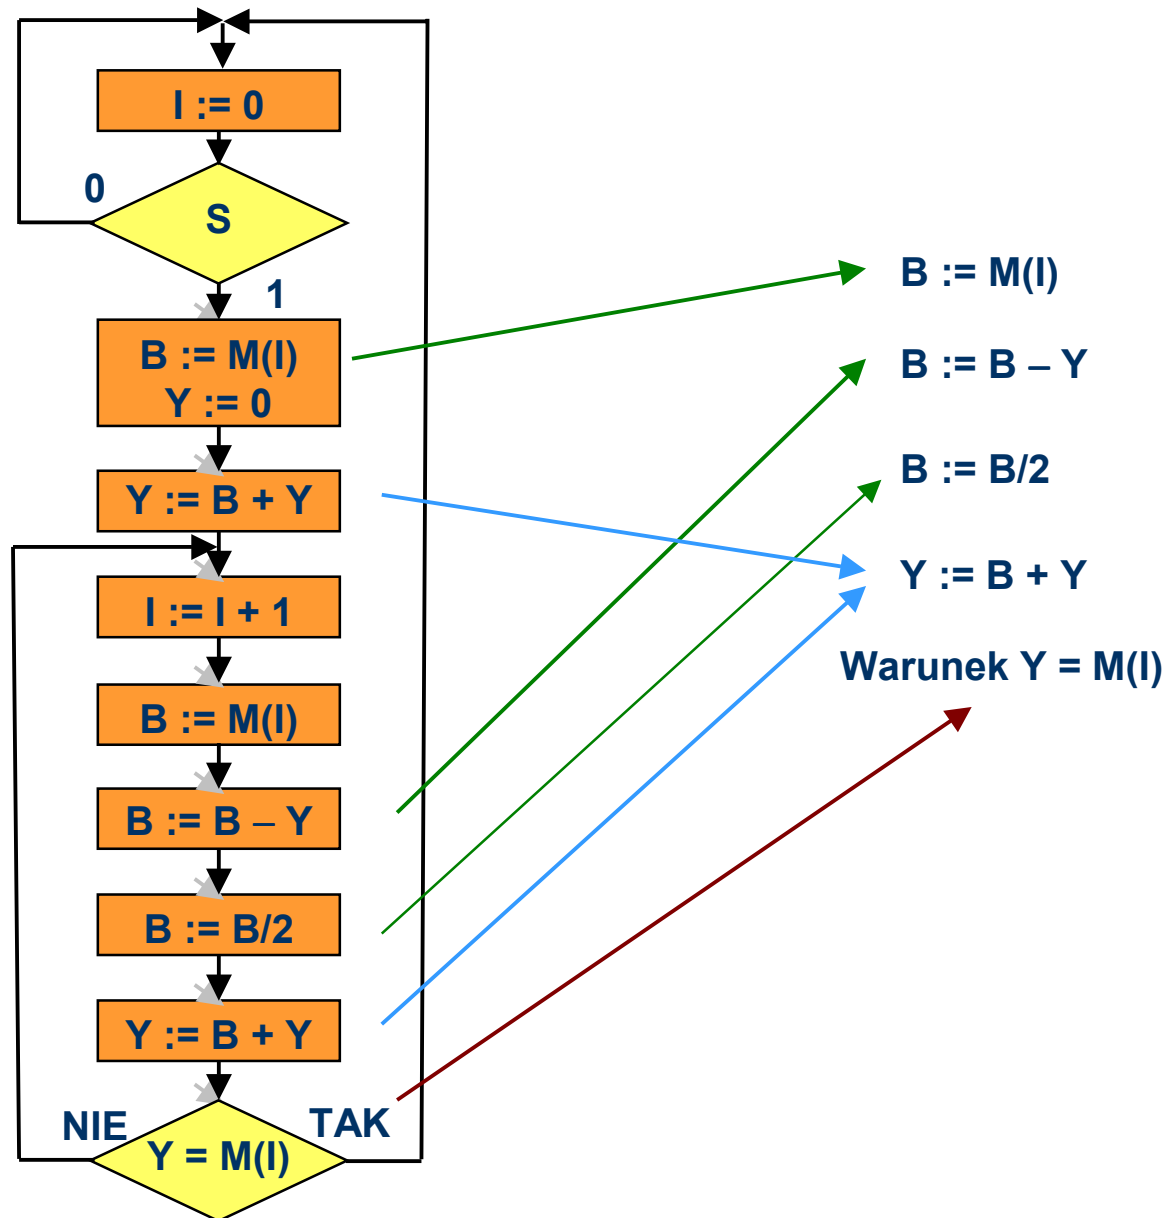 I := 0
0
S
1
B := M(I)
Y := 0
Y := B + Y
I := I + 1
B := M(I)
B := B – Y
B := B/2
Y := B + Y
NIE
TAK
Y = M(I)
B := M(I)
B := B – Y
B := B/2
Y := B + Y
Warunek Y = M(I)